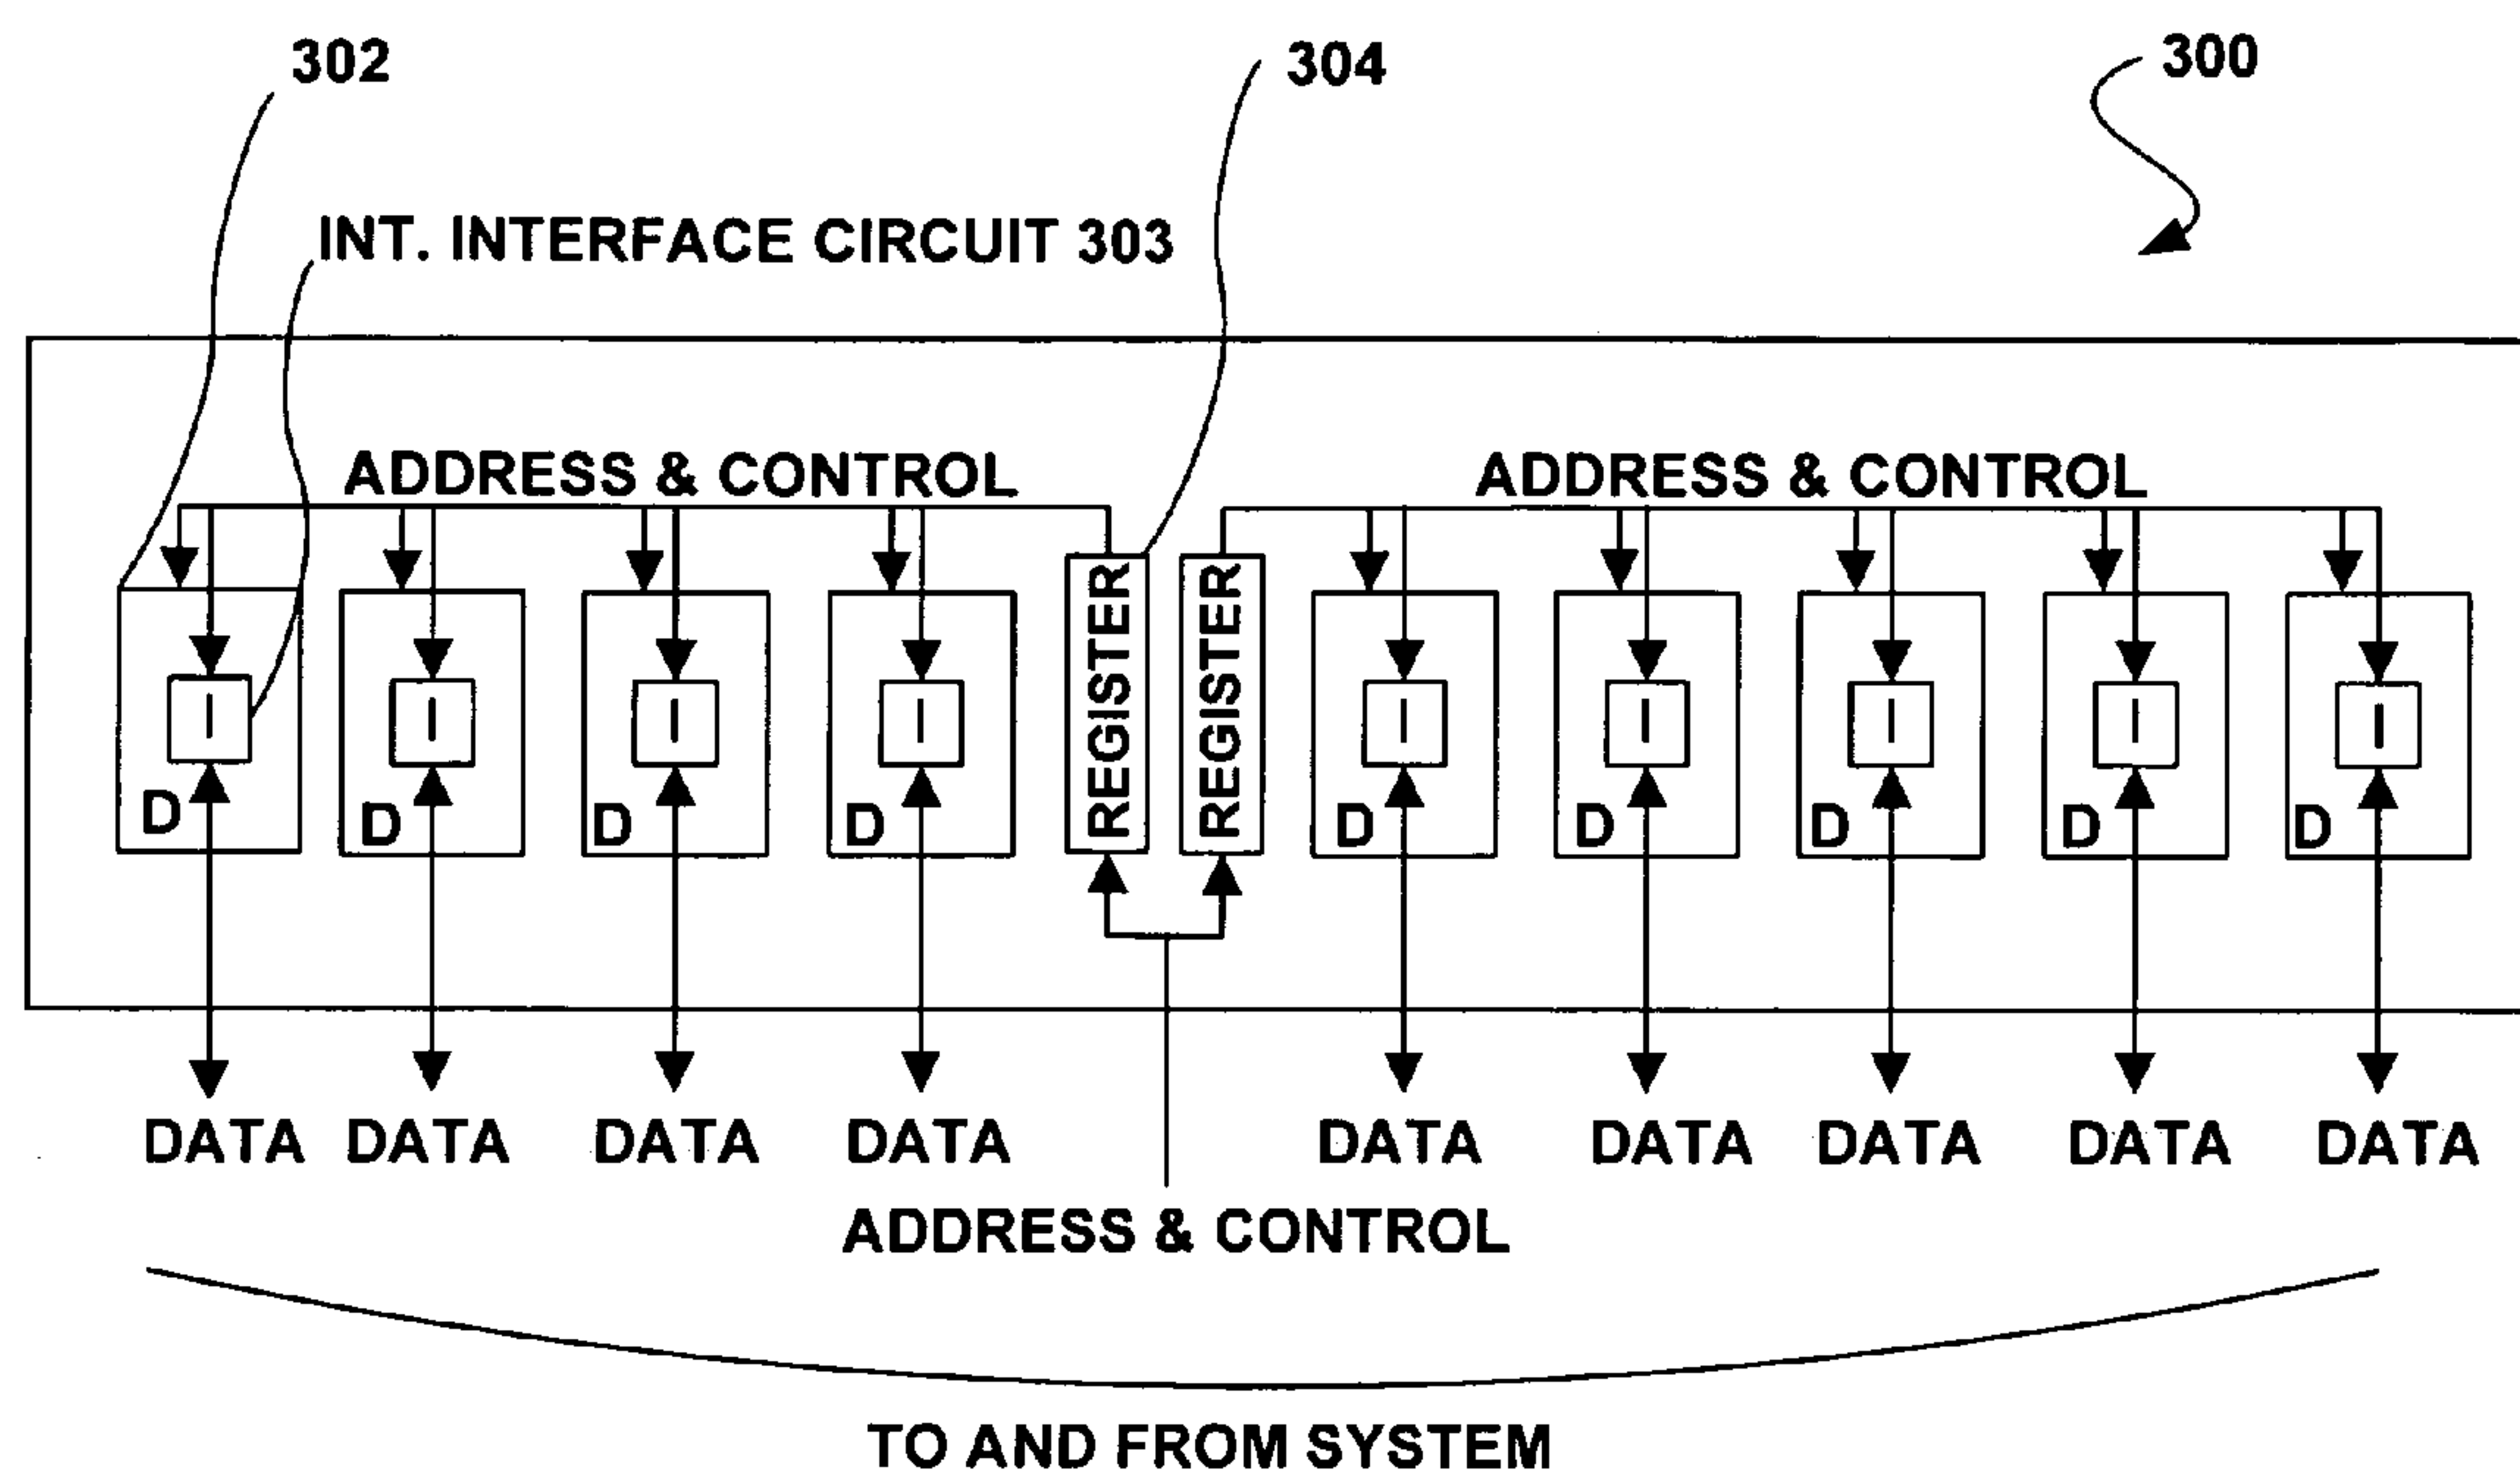 302
304
300
INT. INTERFACE CIRCUIT 303
ADDRESS & CONTROL
ADDRESS & CONTROL
I I I I REGISTER REGISTER I I I I I
D D D D D D D D D
DATA DATA DATA DATA DATA DATA DATA DATA DATA
ADDRESS & CONTROL
TO AND FROM SYSTEM